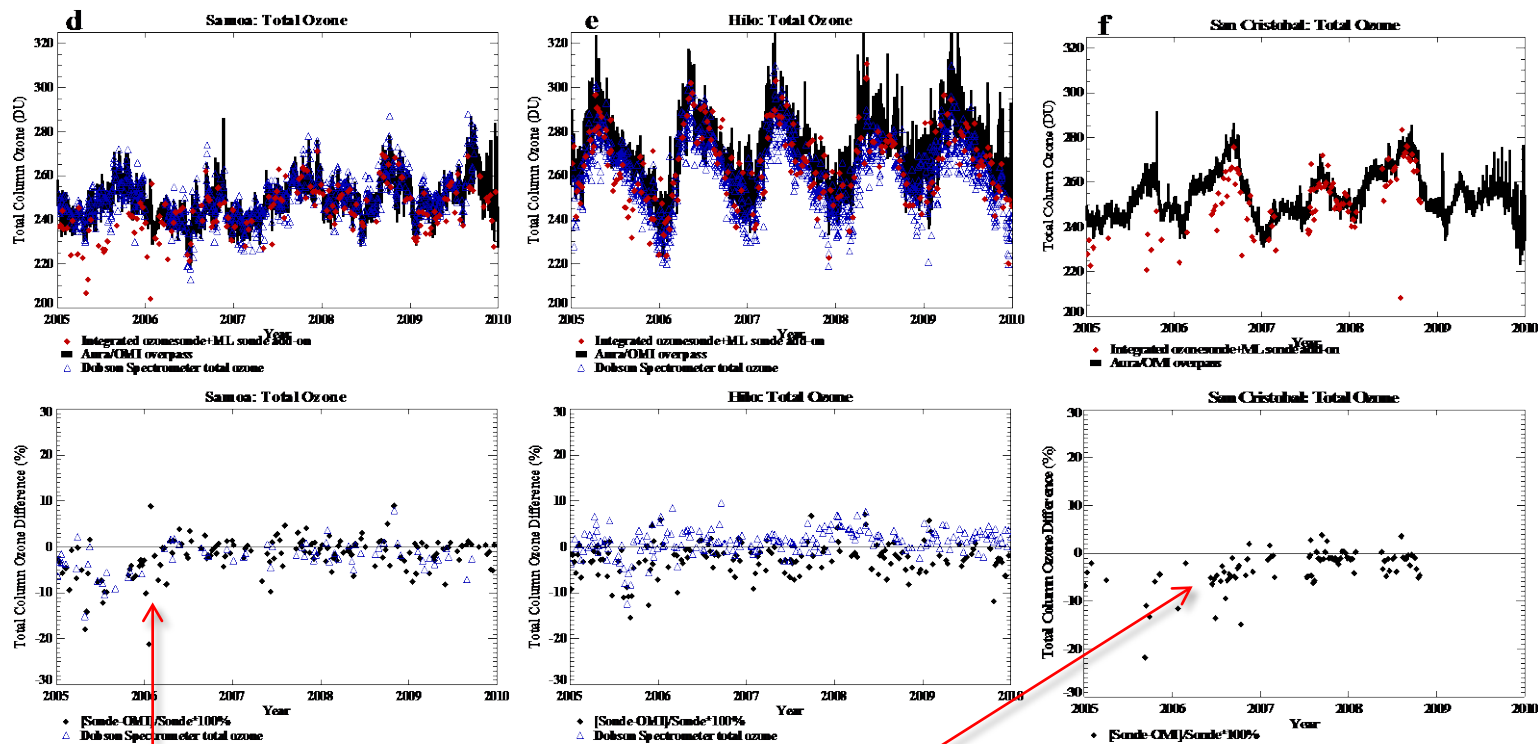 d
Samoa: Total Ozone
Total Column Ozone (DU)
320
300
280
260
240
220
200
2005 2006 2007 2008 2009 2010
Year
Integrated ozonesonde+ML sonde add-on
Aura/OMI overpass
Dobson Spectrometer total ozone
e
Hilo: Total Ozone
Total Column Ozone (DU)
320
300
280
260
240
220
200
2005 2006 2007 2008 2009 2010
Year
Integrated ozonesonde+ML sonde add-on
Aura/OMI overpass
Dobson Spectrometer total ozone
f
San Cristobal: Total Ozone
Total Column Ozone (DU)
320
300
280
260
240
220
200
2005 2006 2007 2008 2009 2010
Year
Integrated ozonesonde+ML sonde add-on
Aura/OMI overpass
Samoa: Total Ozone
Total Column Ozone Difference (%)
30
20
10
0
-10
-20
-30
2005 2006 2007 2008 2009 2010
Year
[Sonde-OMI]/Sonde*100%
Dobson Spectrometer total ozone
Hilo: Total Ozone
Total Column Ozone Difference (%)
30
20
10
0
-10
-20
-30
2005 2006 2007 2008 2009 2010
Year
[Sonde-OMI]/Sonde*100%
Dobson Spectrometer total ozone
San Cristobal: Total Ozone
Total Column Ozone Difference (%)
30
20
10
0
-10
-20
-30
2005 2006 2007 2008 2009 2010
Year
[Sonde-OMI]/Sonde*100%